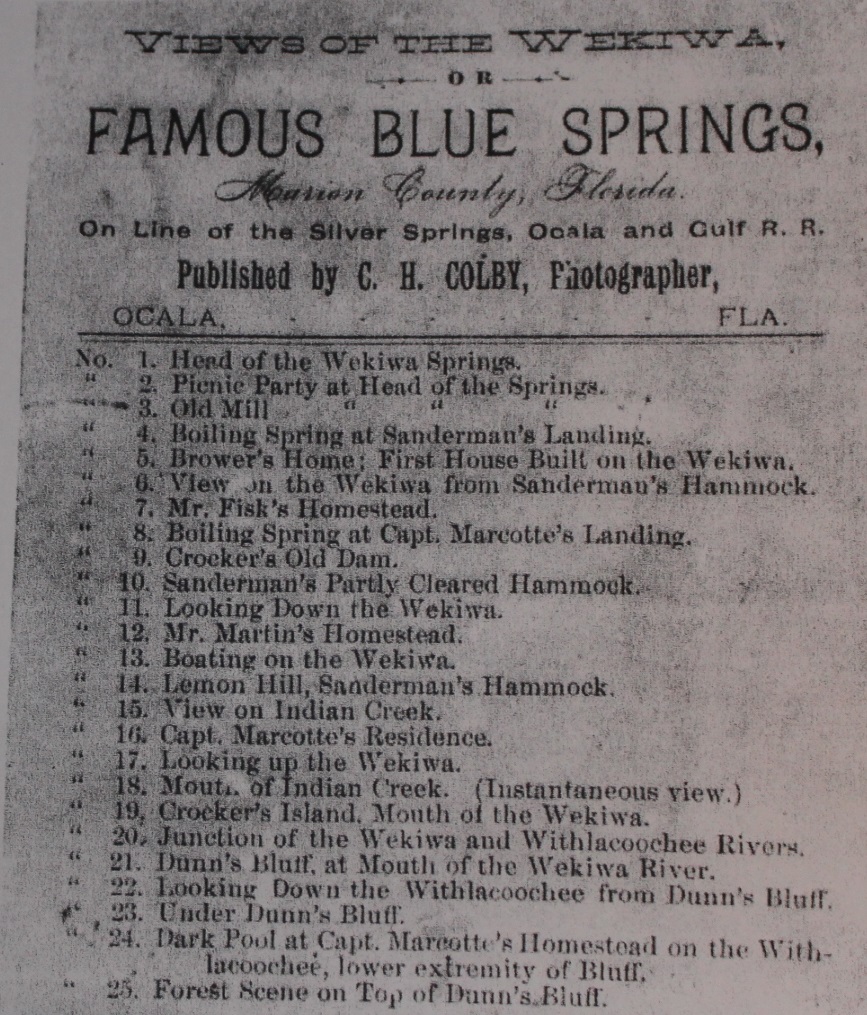 VIEWS OF THE WEKIWA,
OR
FAMOUS BLUE SPRINGS,
Marion County, Florida.
On Line of the Silver Springs, Ocala and Gulf R. R.
Published by C. H. COLBY, Photographer,
OCALA, - - - - FLA.
No. 1. Head of the Wekiwa Springs.
" 2. Picnic Party at Head of the Springs.
" 3. Old Mill " " "
" 4. Boiling Spring at Sanderman's Landing.
" 5. Brower's Home; First House Built on the Wekiwa.
" 6. View on the Wekiwa from Sanderman's Hammock.
" 7. Mr. Fisk's Homestead.
" 8. Boiling Spring at Capt. Marcotte's Landing.
" 9. Crocker's Old Dam.
" 10. Sanderman's Partly Cleared Hammock.
" 11. Looking Down the Wekiwa.
" 12. Mr. Martin's Homestead.
" 13. Boating on the Wekiwa.
" 14. Lemon Hill, Sanderman's Hammock.
" 15. View on Indian Creek.
" 16. Capt. Marcotte's Residence.
" 17. Looking up the Wekiwa.
" 18. Mouth of Indian Creek. (Instantaneous view.)
" 19. Crocker's Island, Mouth of the Wekiwa.
" 20. Junction of the Wekiwa and Withlacoochee Rivers.
" 21. Dunn's Bluff, at Mouth of the Wekiwa River.
" 22. Looking Down the Withlacoochee from Dunn's Bluff.
" 23. Under Dunn's Bluff.
" 24. Dark Pool at Capt. Marcotte's Homestead on the With-
lacoochee, lower extremity of Bluff.
" 25. Forest Scene on Top of Dunn's Bluff.